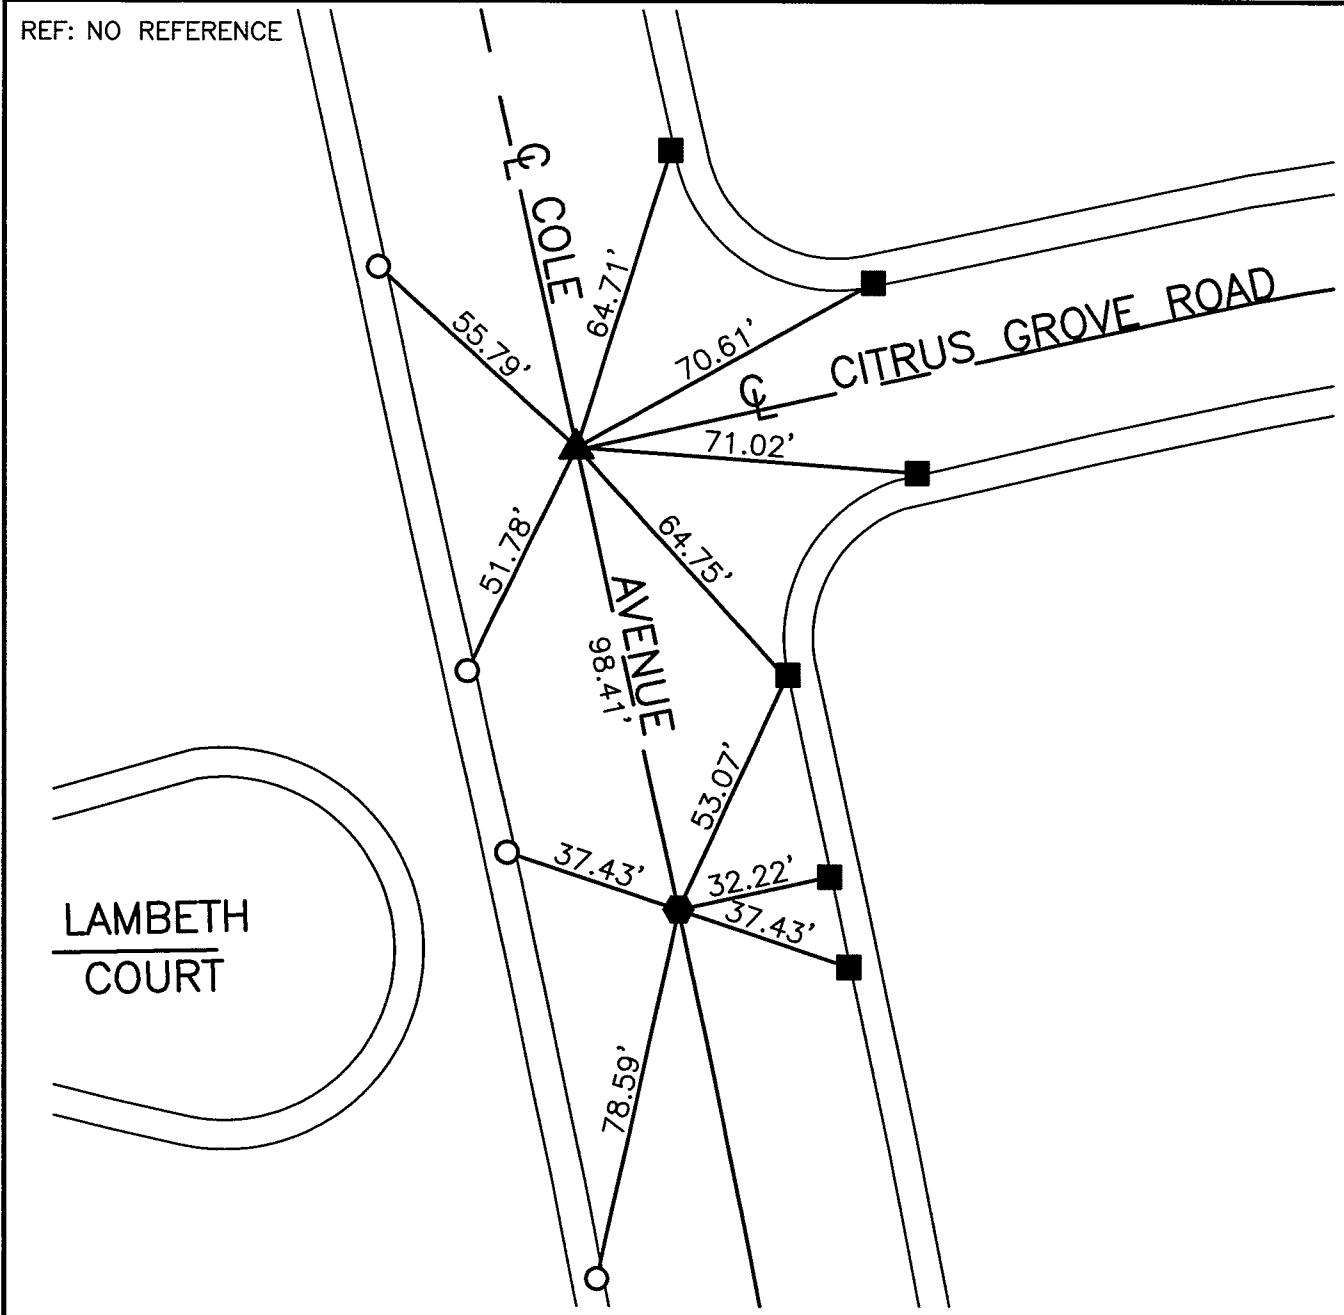 REF: NO REFERENCE
℄ COLE
64.71'
55.79'
70.61'
℄ CITRUS GROVE ROAD
71.02'
51.78'
64.75'
AVENUE
98.41'
53.07'
37.43'
32.22'
37.43'
LAMBETH
COURT
78.59'